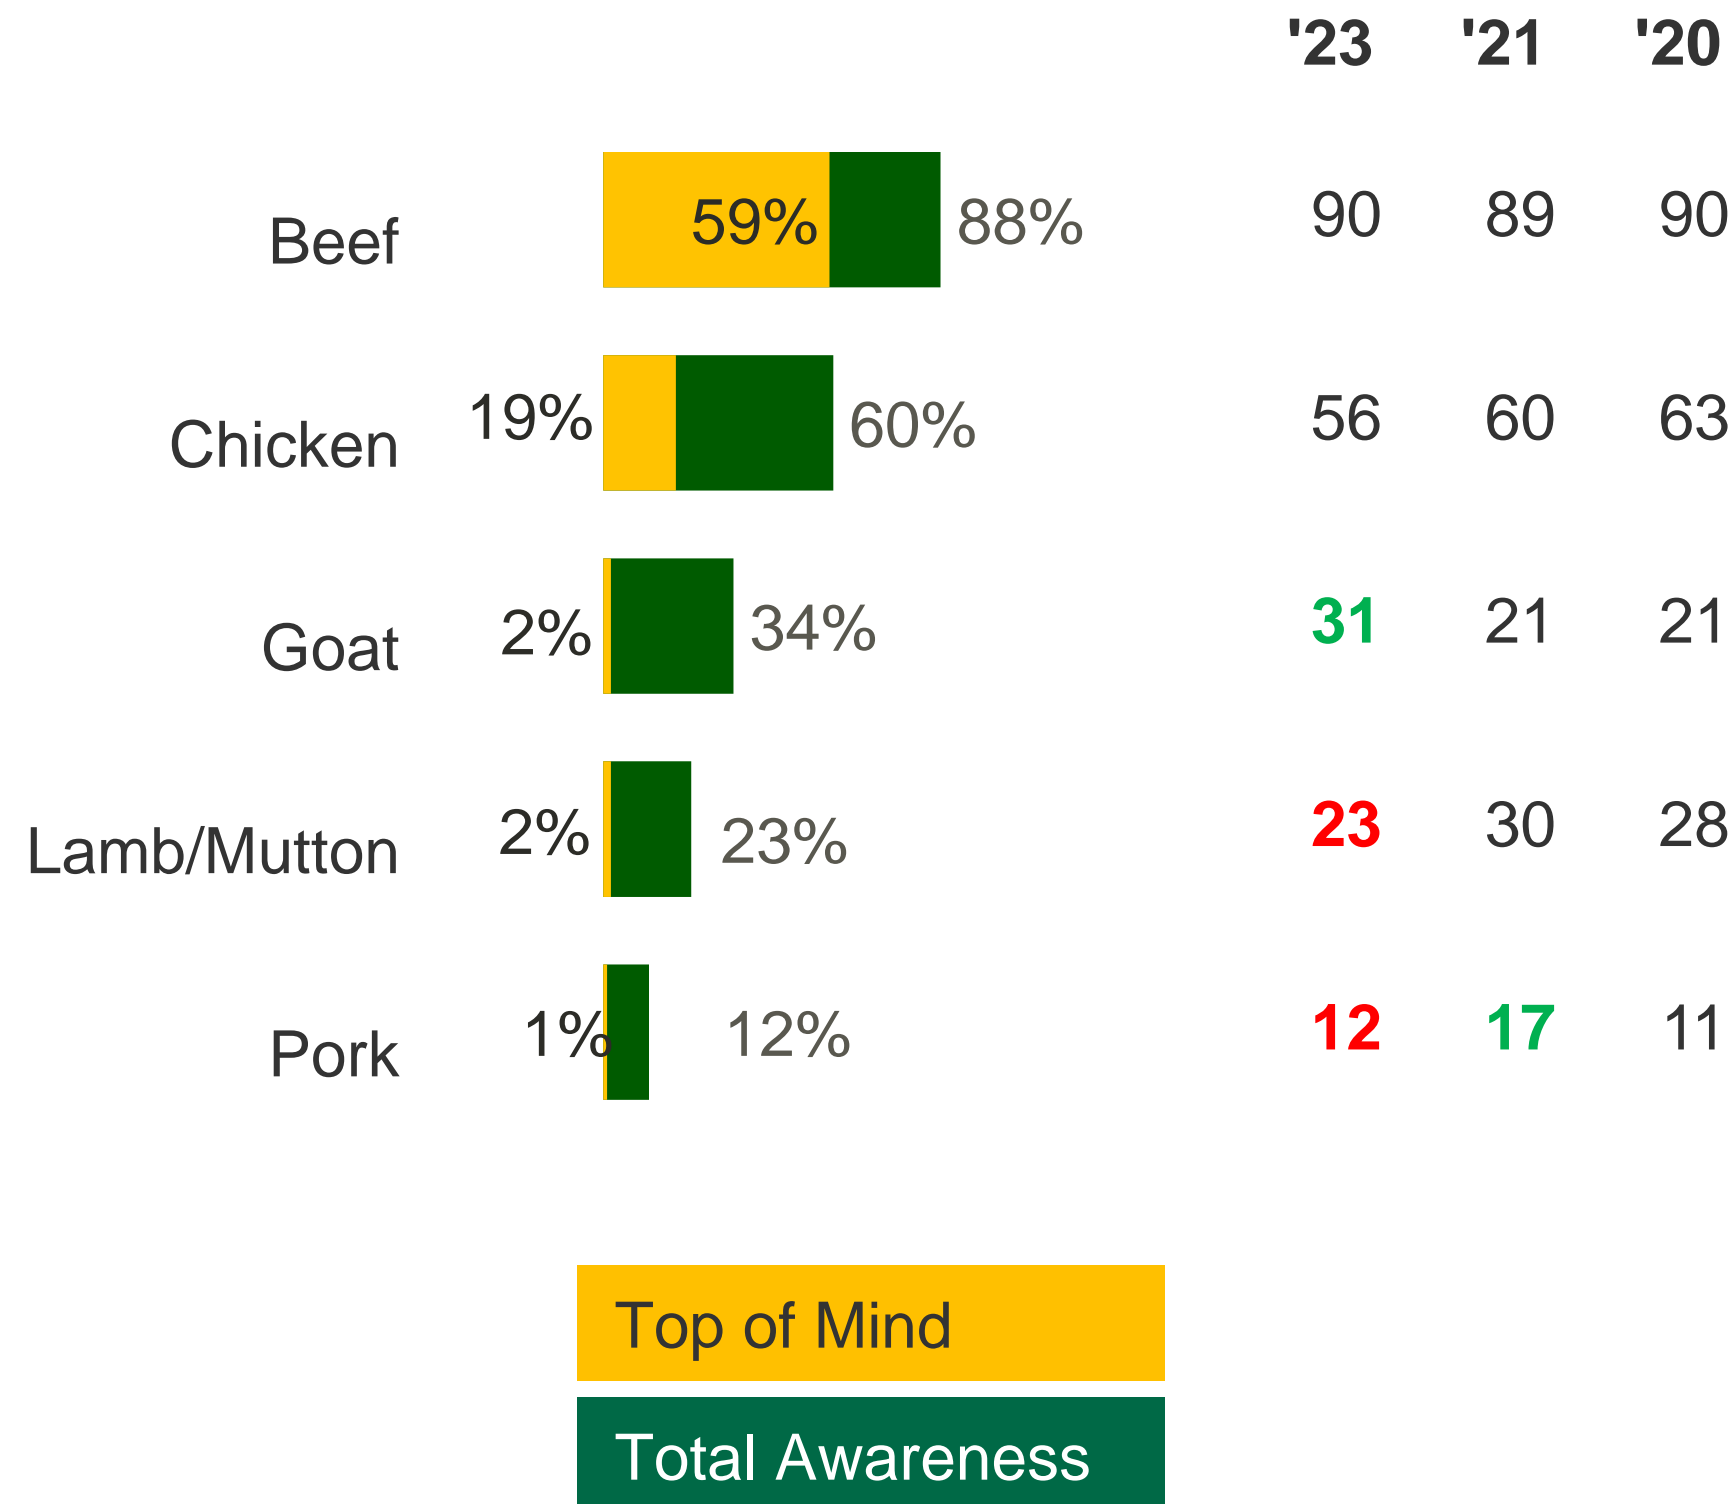 '23 '21 '20
Beef 59% 88% 90 89 90
Chicken 19% 60% 56 60 63
Goat 2% 34% 31 21 21
Lamb/Mutton 2% 23% 23 30 28
Pork 1% 12% 12 17 11
Top of Mind
Total Awareness